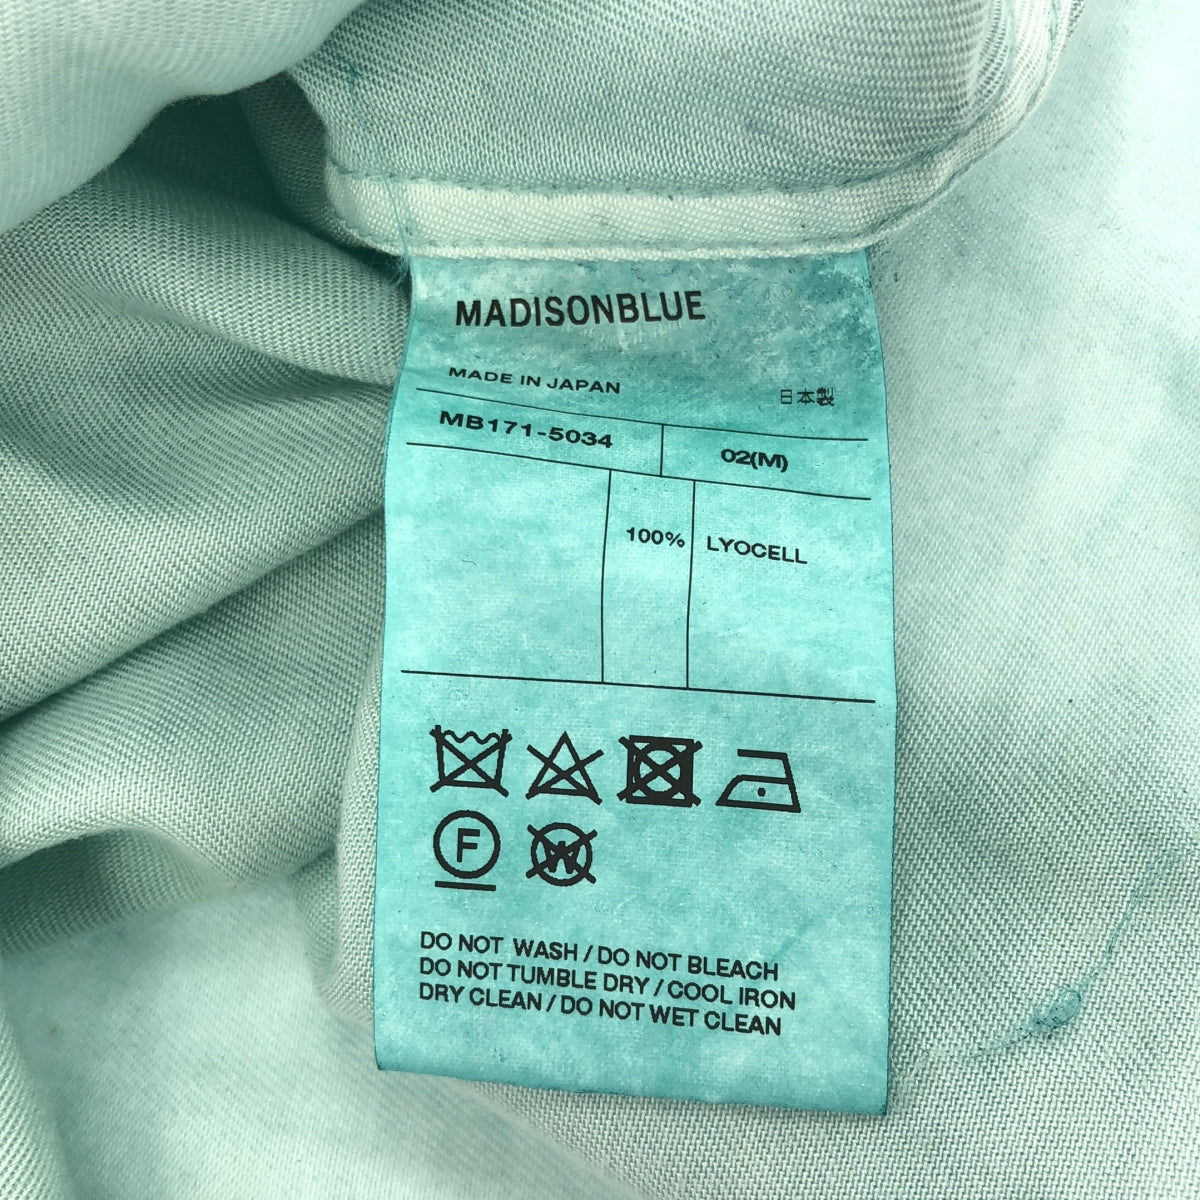 MADISONBLUE
MADE IN JAPAN 日本製
MB171-5034 02(M)
100% LYOCELL
F W
DO NOT WASH / DO NOT BLEACH
DO NOT TUMBLE DRY / COOL IRON
DRY CLEAN / DO NOT WET CLEAN